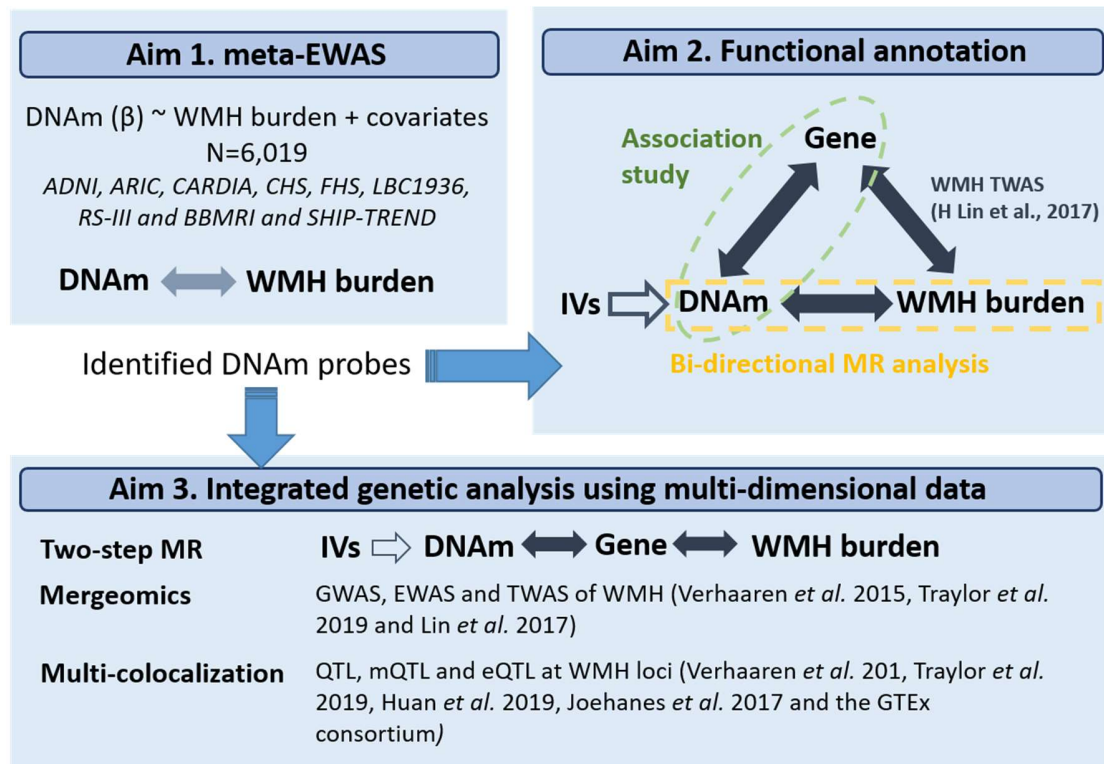 Aim 1. meta-EWAS
DNAm (β) ~ WMH burden + covariates
N=6,019
ADNI, ARIC, CARDIA, CHS, FHS, LBC1936,
RS-III and BBMRI and SHIP-TREND
DNAm WMH burden
Identified DNAm probes
Aim 2. Functional annotation
Association
study
Gene
WMH TWAS
(H Lin et al., 2017)
IVs DNAm WMH burden
Bi-directional MR analysis
Aim 3. Integrated genetic analysis using multi-dimensional data
Two-step MR IVs DNAm Gene WMH burden
Mergeomics GWAS, EWAS and TWAS of WMH (Verhaaren et al. 2015, Traylor et al.
2019 and Lin et al. 2017)
Multi-colocalization QTL, mQTL and eQTL at WMH loci (Verhaaren et al. 201, Traylor et al.
2019, Huan et al. 2019, Joehanes et al. 2017 and the GTEx
consortium)